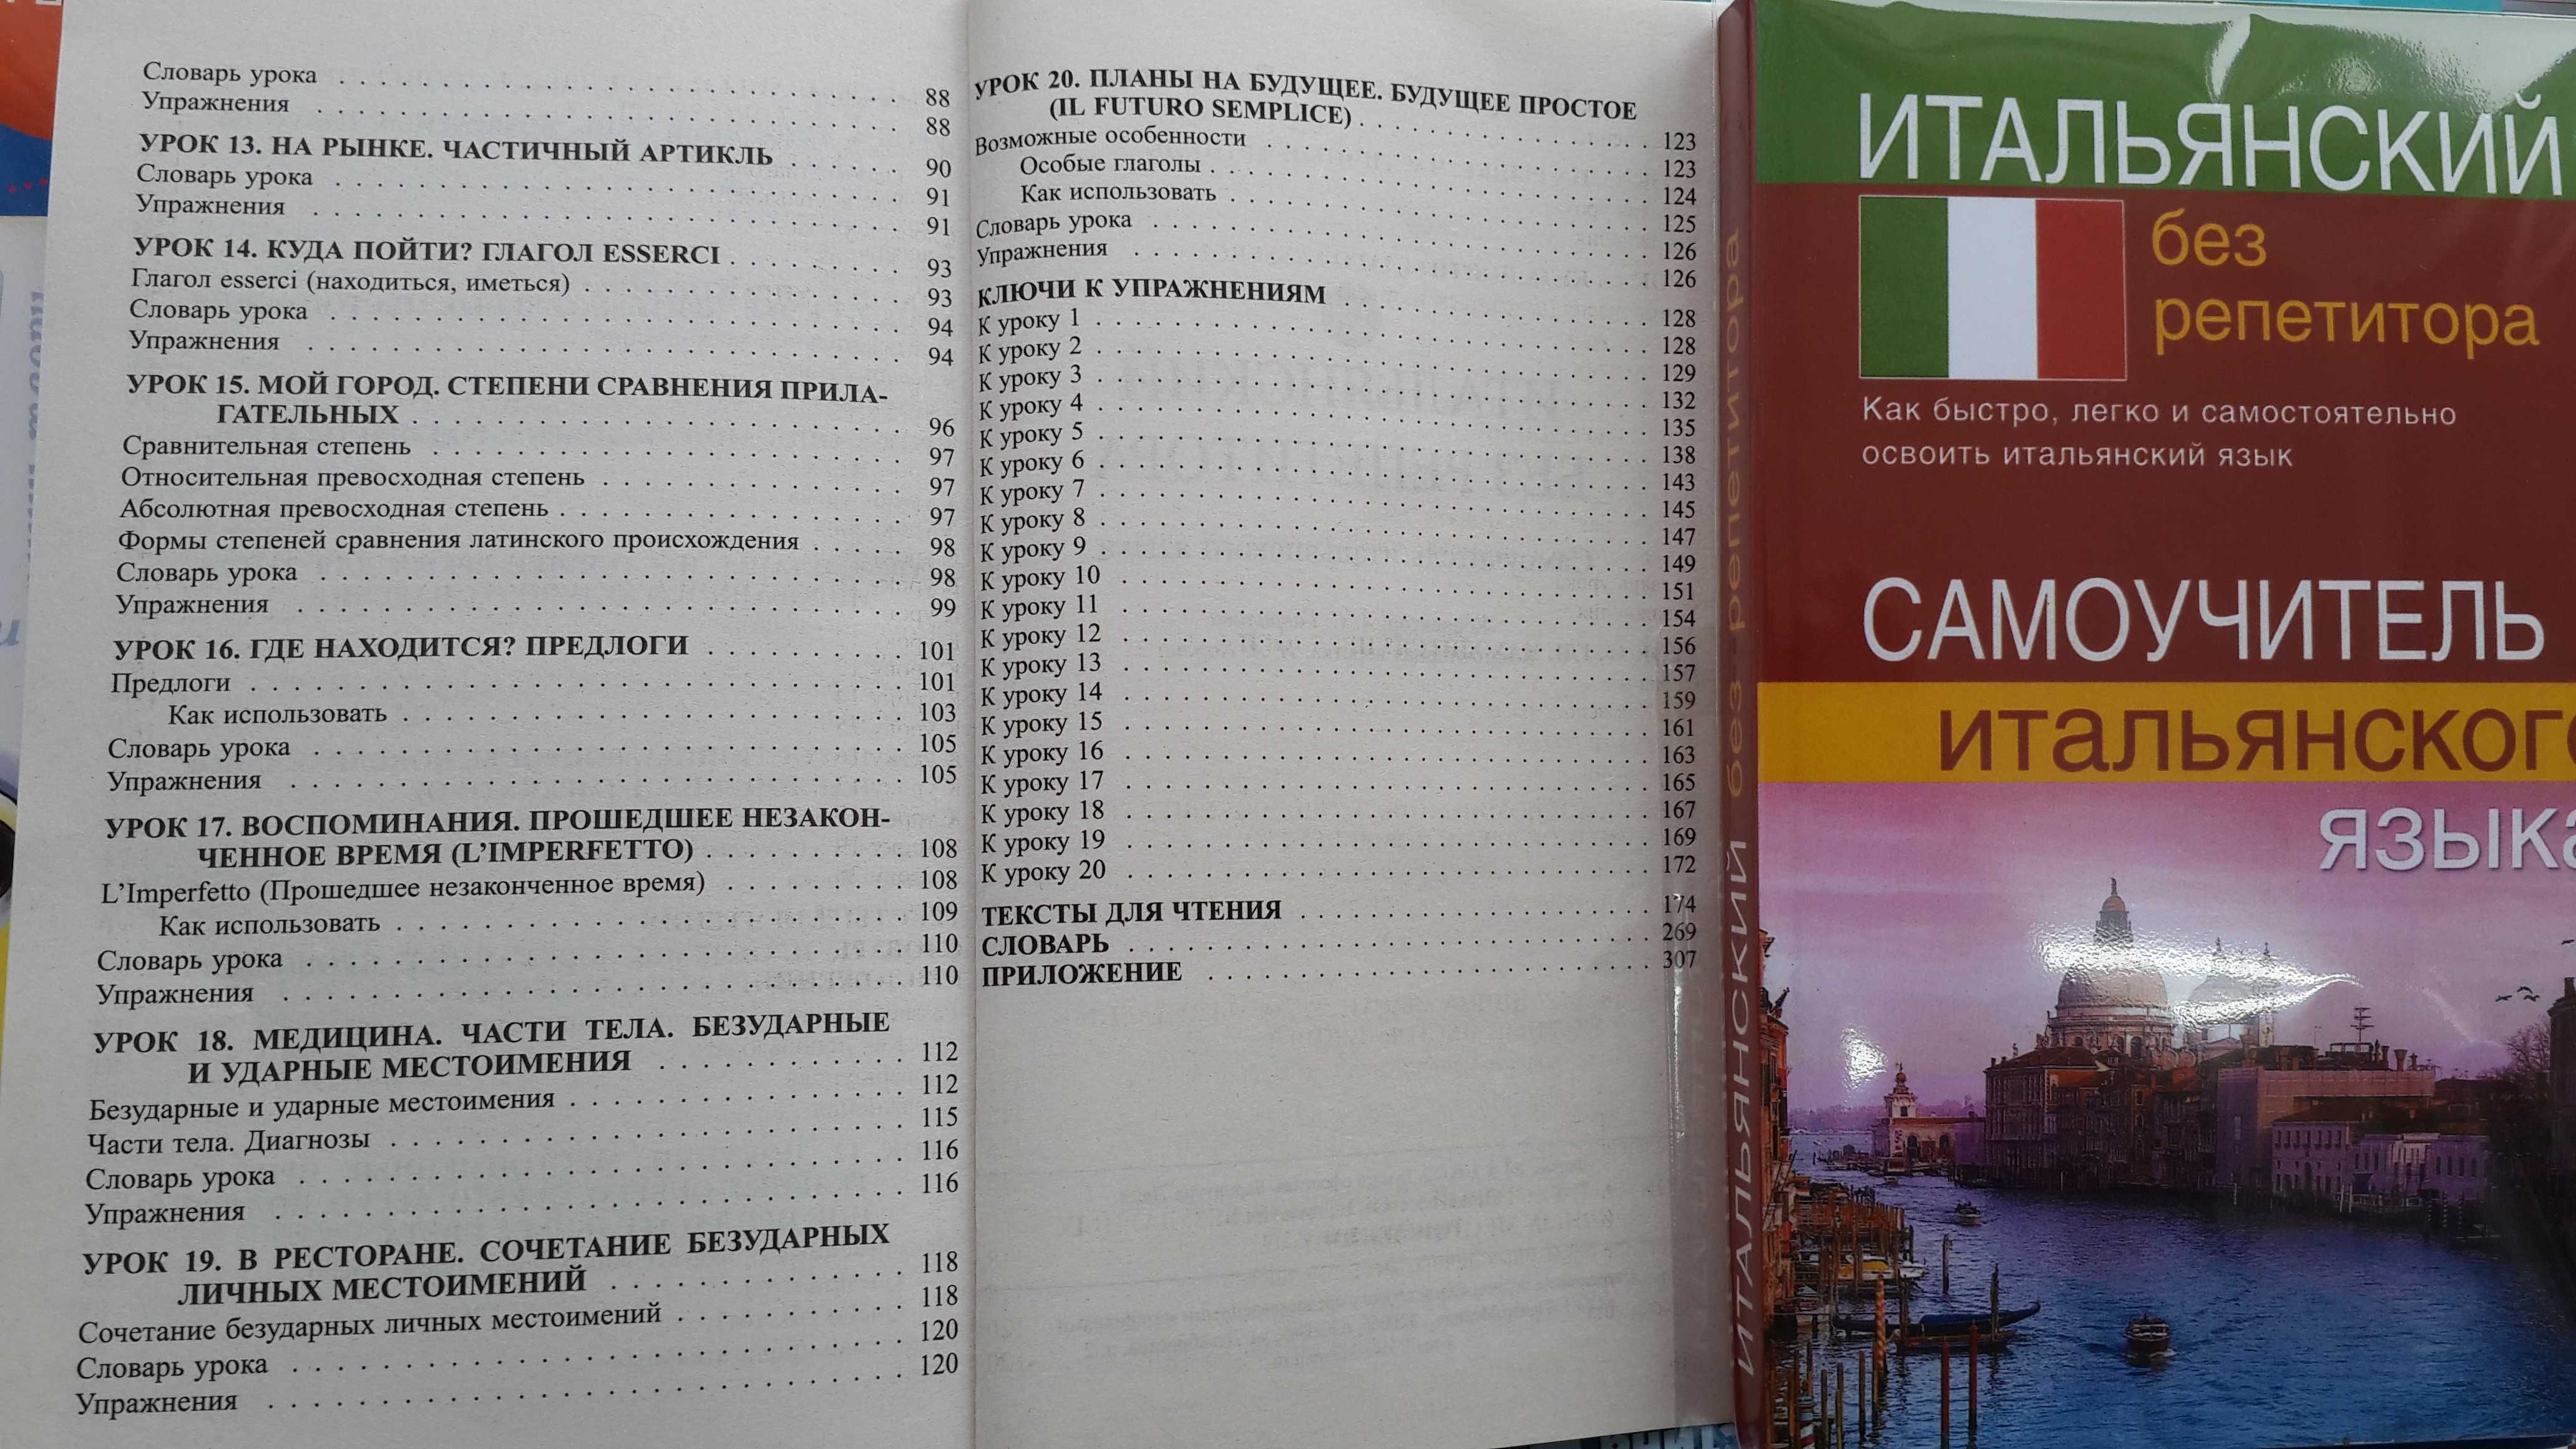 Словарь урока . . . 88
Упражнения . . . 88
УРОК 13. НА РЫНКЕ. ЧАСТИЧНЫЙ АРТИКЛЬ . . . 90
Словарь урока . . . 91
Упражнения . . . 91
УРОК 14. КУДА ПОЙТИ? ГЛАГОЛ ESSERCI . . . 93
Глагол esserci (находиться, иметься) . . . 93
Словарь урока . . . 94
Упражнения . . . 94
УРОК 15. МОЙ ГОРОД. СТЕПЕНИ СРАВНЕНИЯ ПРИЛА-
ГАТЕЛЬНЫХ . . . 96
Сравнительная степень . . . 97
Относительная превосходная степень . . . 97
Абсолютная превосходная степень . . . 97
Формы степеней сравнения латинского происхождения . . . 98
Словарь урока . . . 98
Упражнения . . . 99
УРОК 16. ГДЕ НАХОДИТСЯ? ПРЕДЛОГИ . . . 101
Предлоги . . . 101
Как использовать . . . 103
Словарь урока . . . 105
Упражнения . . . 105
УРОК 17. ВОСПОМИНАНИЯ. ПРОШЕДШЕЕ НЕЗАКОН-
ЧЕННОЕ ВРЕМЯ (L’IMPERFETTO) . . . 108
L’Imperfetto (Прошедшее незаконченное время) . . . 108
Как использовать . . . 109
Словарь урока . . . 110
Упражнения . . . 110
УРОК 18. МЕДИЦИНА. ЧАСТИ ТЕЛА. БЕЗУДАРНЫЕ
И УДАРНЫЕ МЕСТОИМЕНИЯ . . . 112
Безударные и ударные местоимения . . . 112
Части тела. Диагнозы . . . 115
Словарь урока . . . 116
Упражнения . . . 116
УРОК 19. В РЕСТОРАНЕ. СОЧЕТАНИЕ БЕЗУДАРНЫХ
ЛИЧНЫХ МЕСТОИМЕНИЙ . . . 118
Сочетание безударных личных местоимений . . . 118
Словарь урока . . . 120
Упражнения . . . 120
УРОК 20. ПЛАНЫ НА БУДУЩЕЕ. БУДУЩЕЕ ПРОСТОЕ
(IL FUTURO SEMPLICE) . . . 123
Возможные особенности . . . 123
Особые глаголы . . . 124
Как использовать . . . 125
Словарь урока . . . 126
Упражнения . . . 126
КЛЮЧИ К УПРАЖНЕНИЯМ . . . 128
К уроку 1 . . . 128
К уроку 2 . . . 129
К уроку 3 . . . 132
К уроку 4 . . . 135
К уроку 5 . . . 138
К уроку 6 . . . 143
К уроку 7 . . . 145
К уроку 8 . . . 147
К уроку 9 . . . 149
К уроку 10 . . . 151
К уроку 11 . . . 154
К уроку 12 . . . 156
К уроку 13 . . . 157
К уроку 14 . . . 159
К уроку 15 . . . 161
К уроку 16 . . . 163
К уроку 17 . . . 165
К уроку 18 . . . 167
К уроку 19 . . . 169
К уроку 20 . . . 172
ТЕКСТЫ ДЛЯ ЧТЕНИЯ . . . 174
СЛОВАРЬ . . . 269
ПРИЛОЖЕНИЕ . . . 307
ИТАЛЬЯНСКИЙ без репетитора
ИТАЛЬЯНСКИЙ
без
репетитора
Как быстро, легко и самостоятельно
освоить итальянский язык
САМОУЧИТЕЛЬ
итальянского
языка